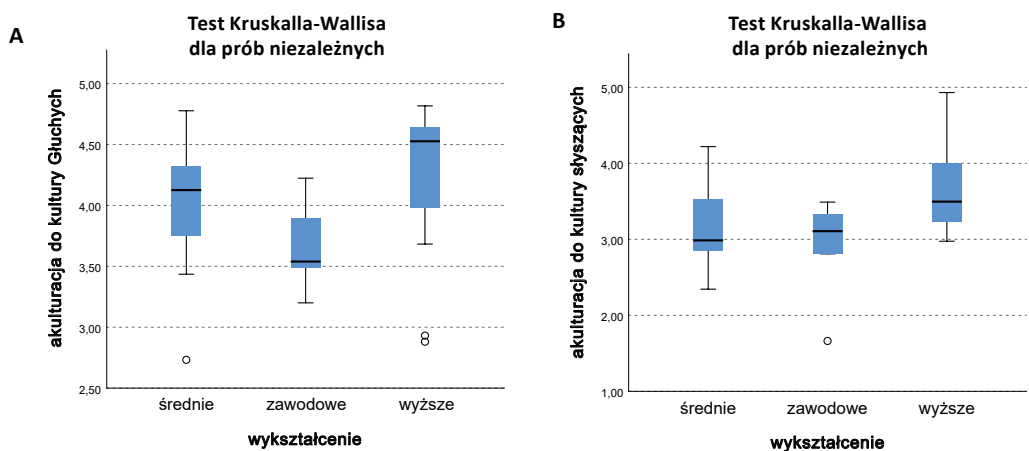 A
Test Kruskalla-Wallisa
dla prób niezależnych
akulturacja do kultury Głuchych
5,00
4,50
4,00
3,50
3,00
2,50
średnie zawodowe wyższe
wykształcenie
B
Test Kruskalla-Wallisa
dla prób niezależnych
akulturacja do kultury słyszących
5,00
4,00
3,00
2,00
1,00
średnie zawodowe wyższe
wykształcenie